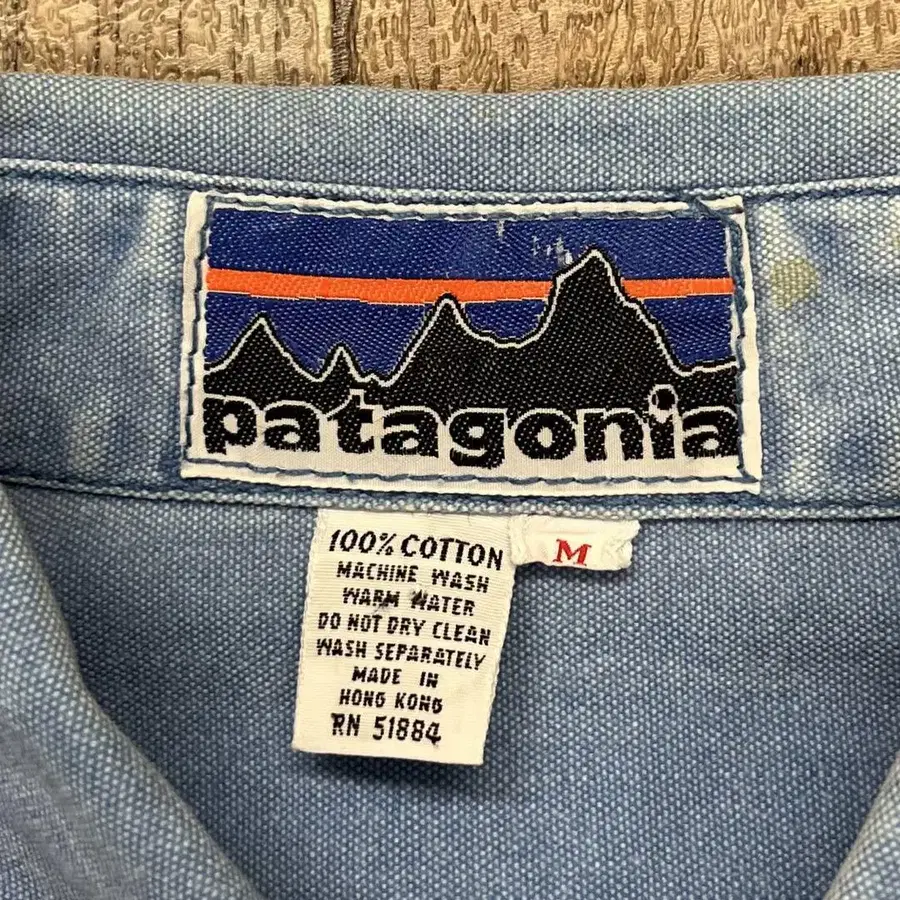 patagonia
100% COTTON
M
MACHINE WASH
WARM WATER
DO NOT DRY CLEAN
WASH SEPARATELY
MADE IN
HONG KONG
RN 51884